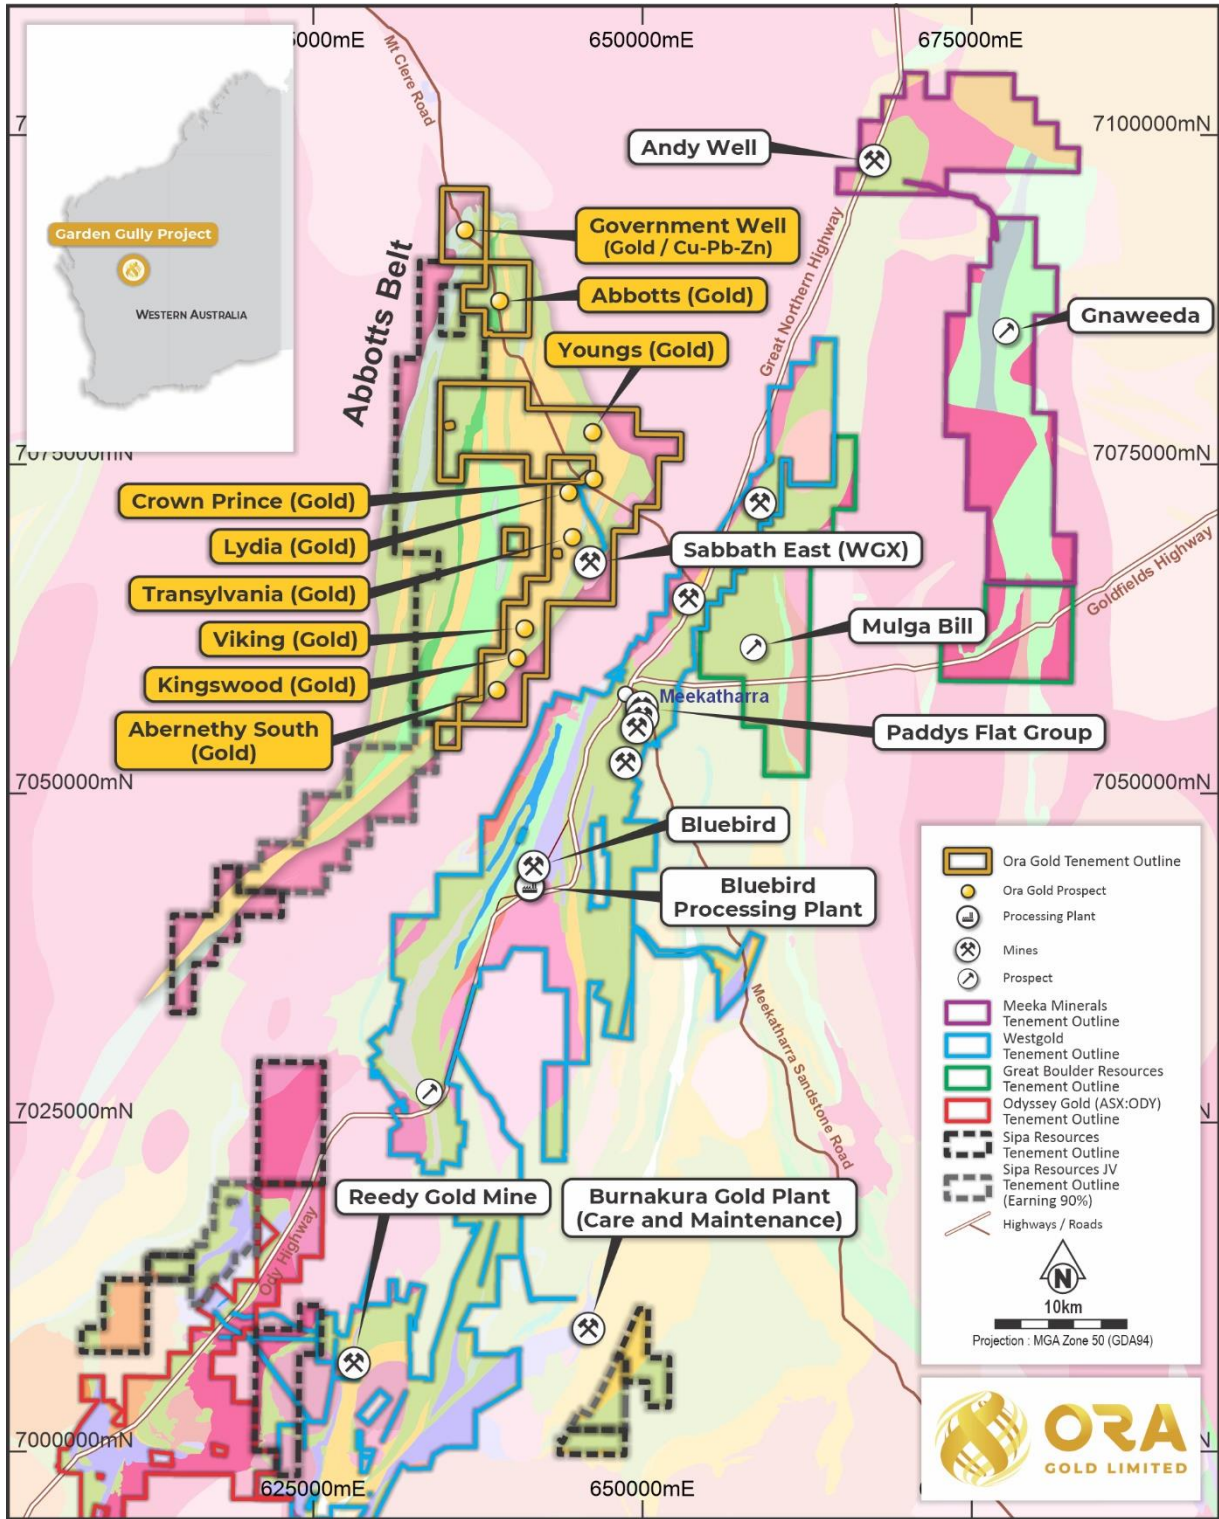 5000mE
650000mE
675000mE
Mt Clere Road
7100000mN
Andy Well
Government Well
(Gold / Cu-Pb-Zn)
Great Northern Highway
Garden Gully Project
WESTERN AUSTRALIA
Abbotts Belt
Abbotts (Gold)
Gnaweeda
Youngs (Gold)
7075000mN
7075000mN
Crown Prince (Gold)
Lydia (Gold)
Sabbath East (WGX)
Transylvania (Gold)
Goldfields Highway
Viking (Gold)
Mulga Bill
Kingswood (Gold)
Meekatharra
Abernethy South
(Gold)
Paddys Flat Group
7050000mN
7050000mN
Bluebird
Bluebird
Processing Plant
Meekatharra Sandstone Road
Ora Gold Tenement Outline
Ora Gold Prospect
Processing Plant
Mines
Prospect
Meeka Minerals
Tenement Outline
Westgold
Tenement Outline
Great Boulder Resources
Tenement Outline
Odyssey Gold (ASX:ODY)
Tenement Outline
Sipa Resources
Tenement Outline
Sipa Resources JV
Tenement Outline
(Earning 90%)
Highways / Roads
N
10km
Projection : MGA Zone 50 (GDA94)
7025000mN
N
Reedy Gold Mine
Burnakura Gold Plant
(Care and Maintenance)
Ody Highway
7000000mN
625000mE
650000mE
ORA
GOLD LIMITED